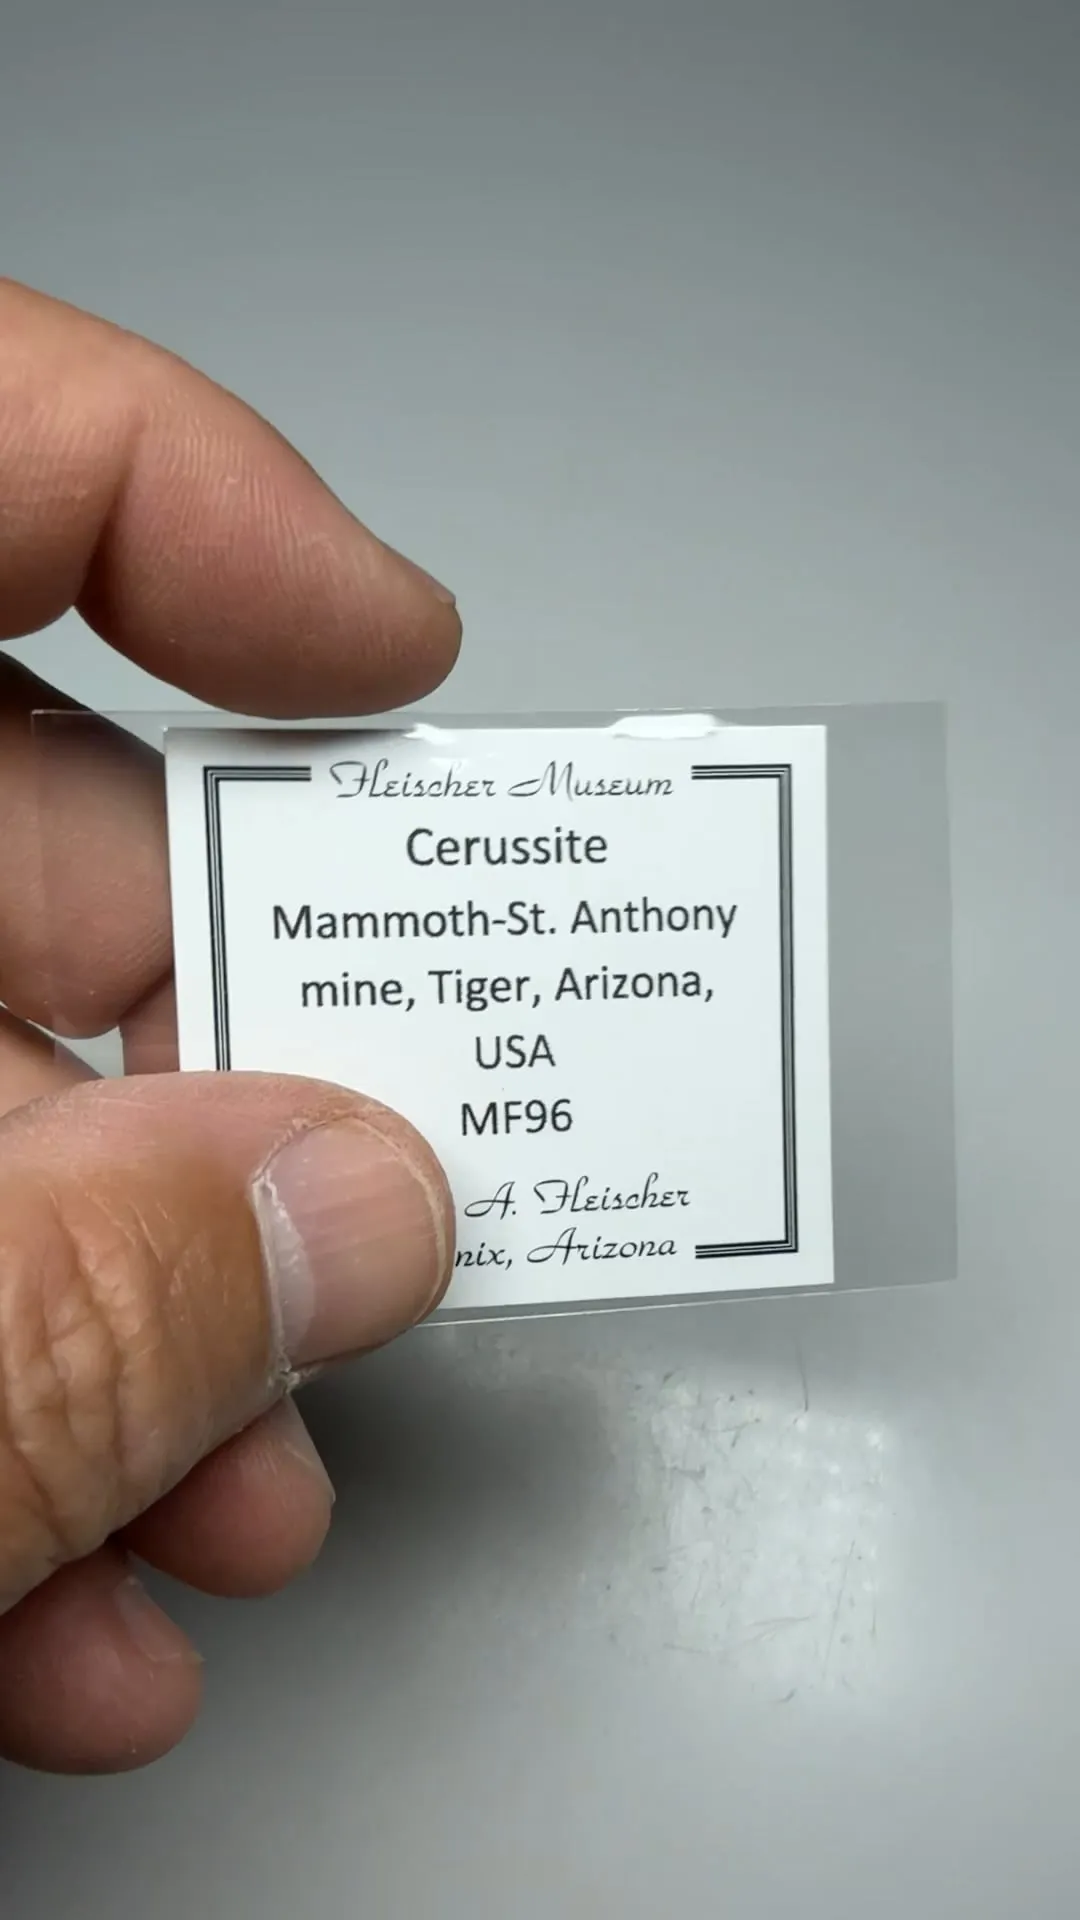 Fleischer Museum
Cerussite
Mammoth-St. Anthony
mine, Tiger, Arizona,
USA
MF96
A. Fleischer
nix, Arizona